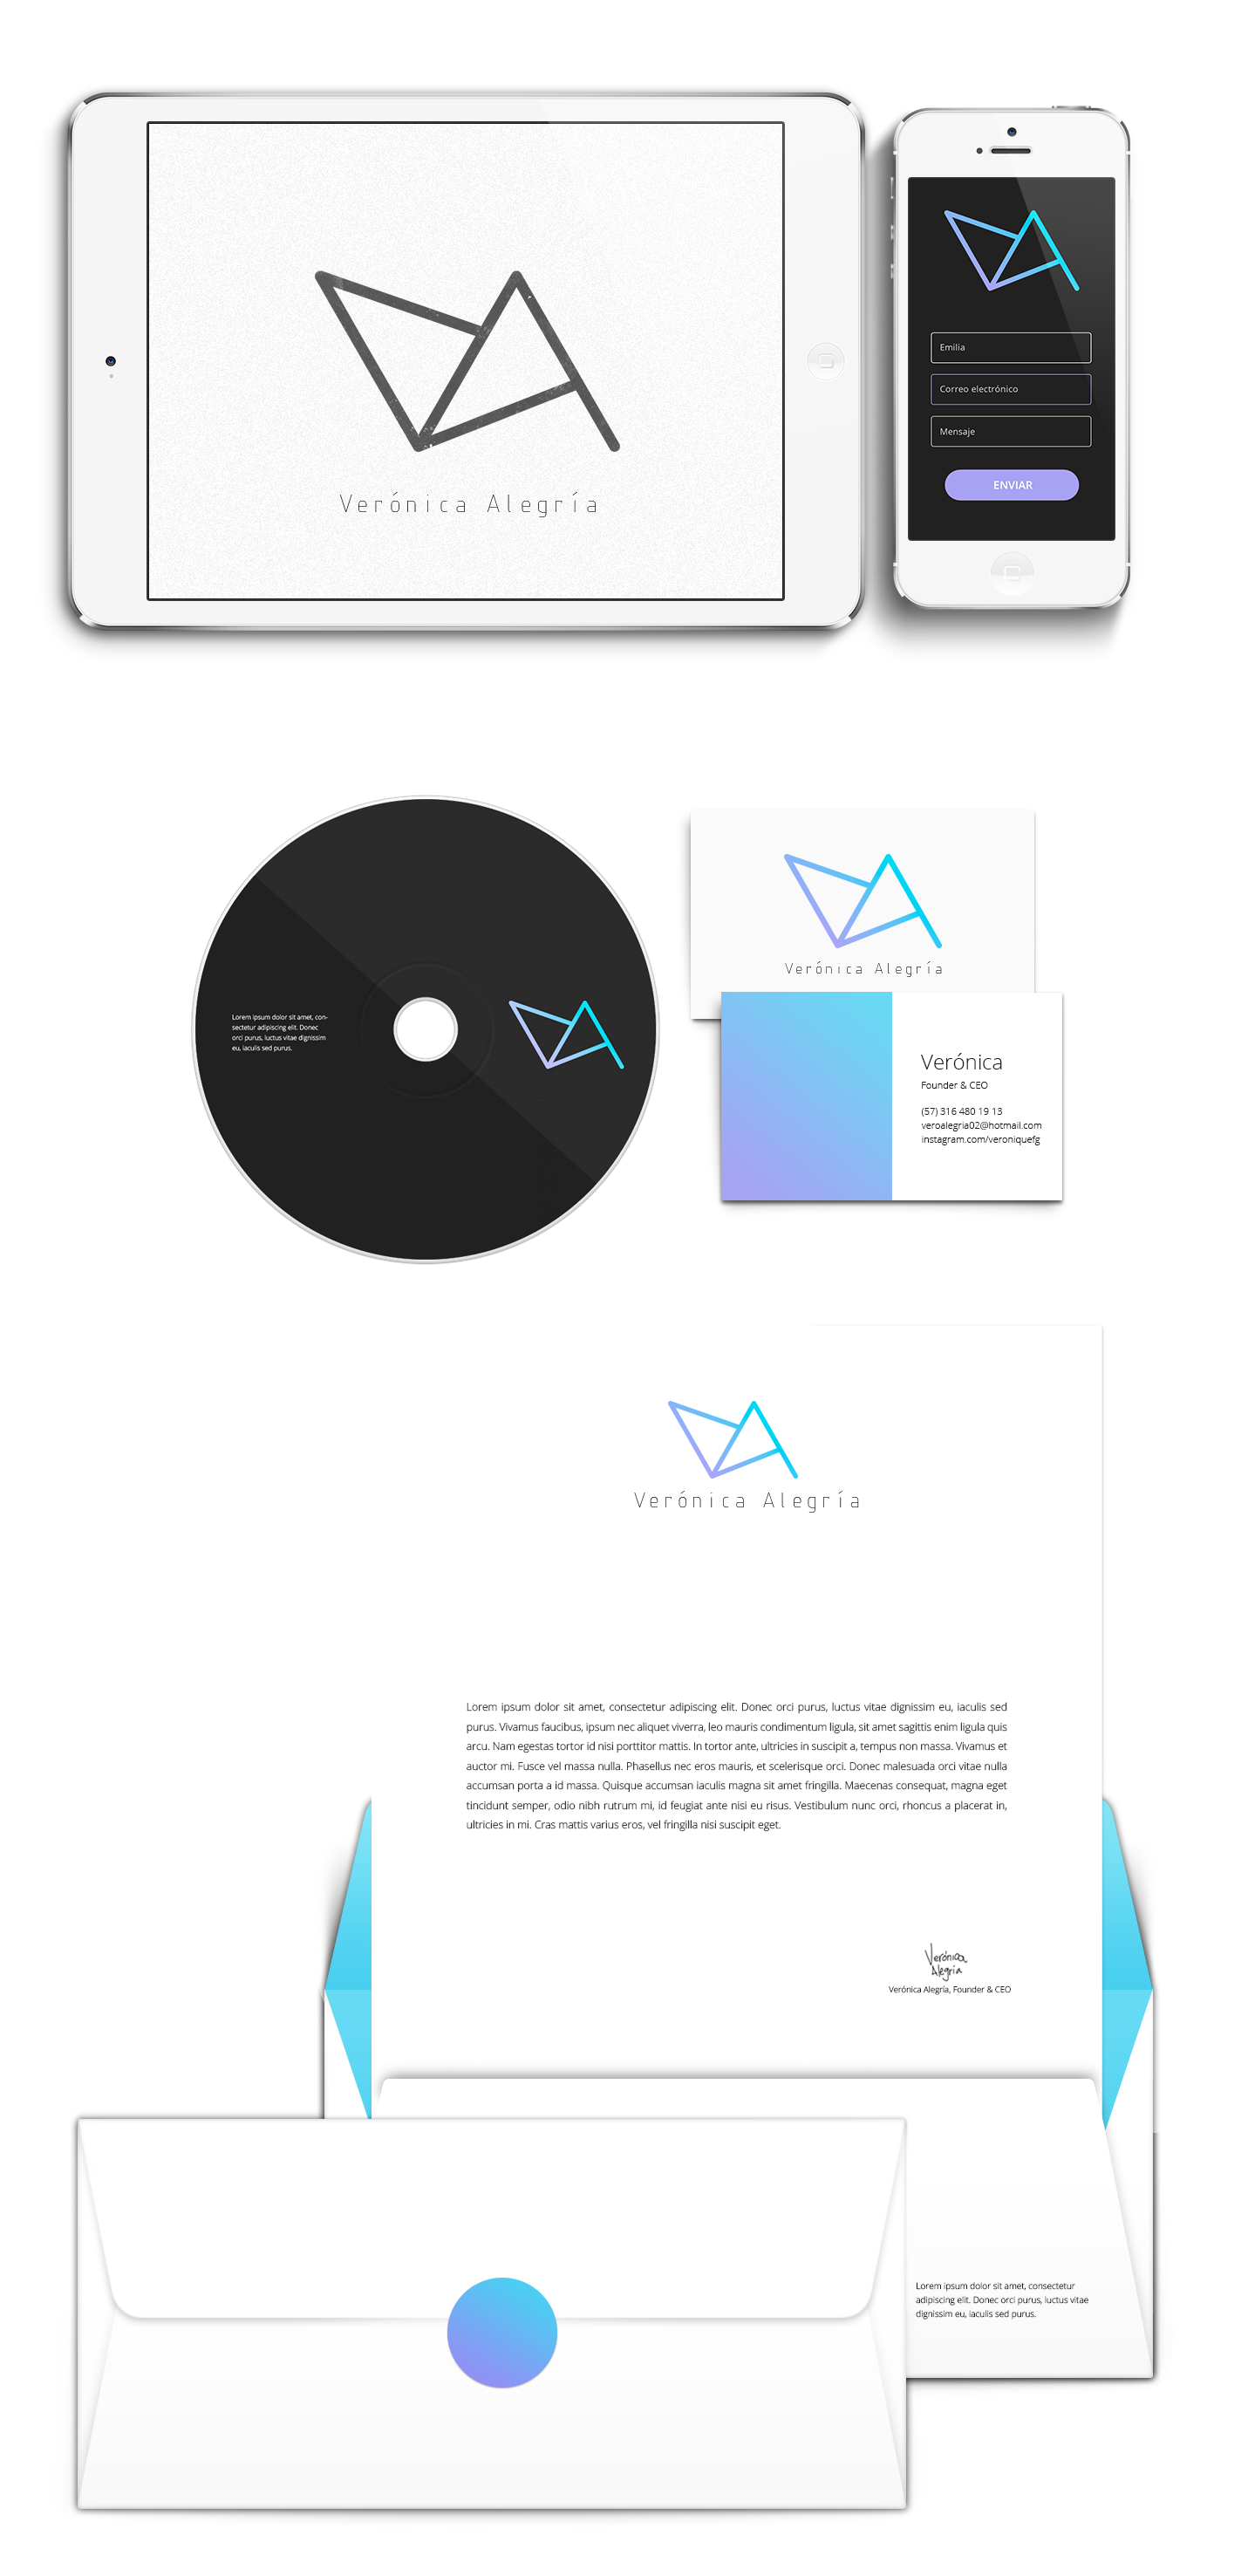 Verónica Alegría
Emilia
Correo electrónico
Mensaje
ENVIAR
Lorem ipsum dolor sit amet, con-
sectetur adipiscing elit. Donec
orci purus, luctus vitae dignissim
eu, iaculis sed purus.
Verónica Alegría
Verónica
Founder & CEO
(57) 316 480 19 13
veroalegria02@hotmail.com
instagram.com/veroniquefg
Verónica Alegría
Lorem ipsum dolor sit amet, consectetur adipiscing elit. Donec orci purus, luctus vitae dignissim eu, iaculis sed
purus. Vivamus faucibus, ipsum nec aliquet viverra, leo mauris condimentum ligula, sit amet sagittis enim ligula quis
arcu. Nam egestas tortor id nisi porttitor mattis. In tortor ante, ultricies in suscipit a, tempus non massa. Vivamus et
auctor mi. Fusce vel massa nulla. Phasellus nec eros mauris, et scelerisque orci. Donec malesuada orci vitae nulla
accumsan porta a id massa. Quisque accumsan iaculis magna sit amet fringilla. Maecenas consequat, magna eget
tincidunt semper, odio nibh rutrum mi, id feugiat ante nisi eu risus. Vestibulum nunc orci, rhoncus a placerat in,
ultricies in mi. Cras mattis varius eros, vel fringilla nisi suscipit eget.
Verónica
Alegría
Verónica Alegría, Founder & CEO
Lorem ipsum dolor sit amet, consectetur
adipiscing elit. Donec orci purus, luctus vitae
dignissim eu, iaculis sed purus.